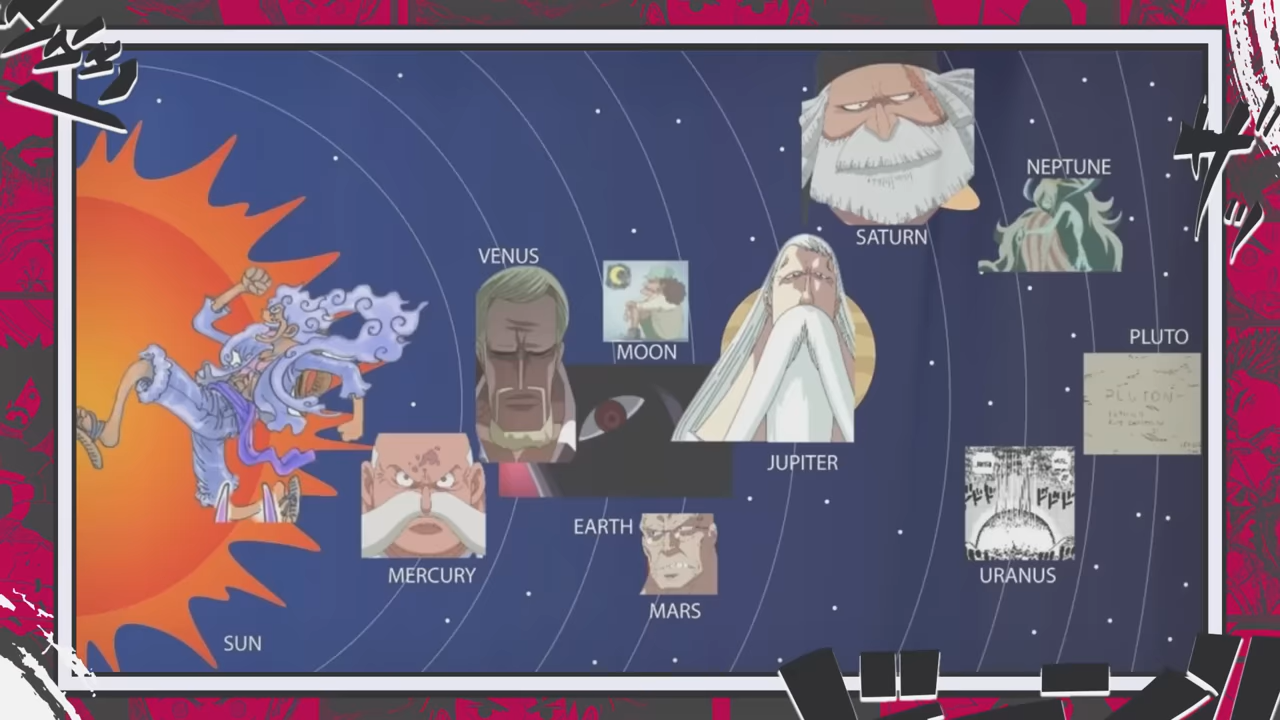 NEPTUNE
SATURN
VENUS
PLUTO
MOON
PLUTON
JUPITER
EARTH
MERCURY
URANUS
MARS
SUN